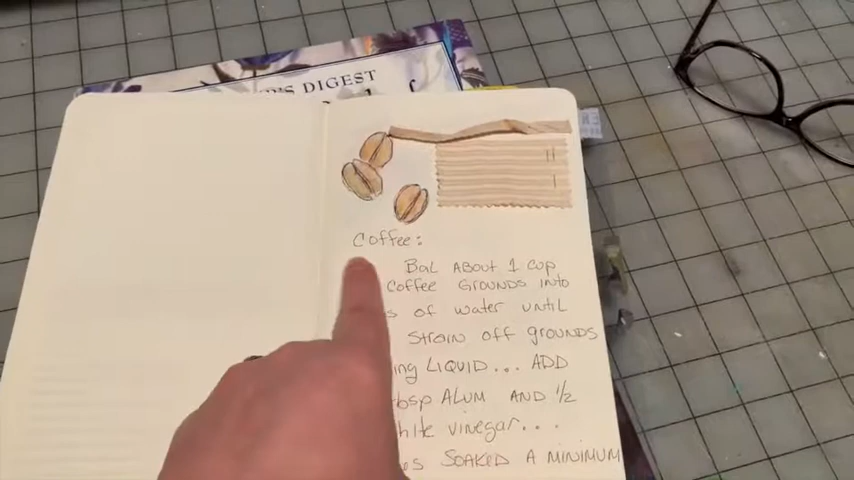 DIGEST
Coffee:
Boil About 1 cup
Coffee Grounds into
of water until
strain off grounds
Liquid... Add
Alum and ½
vinegar...
soaked a minimum